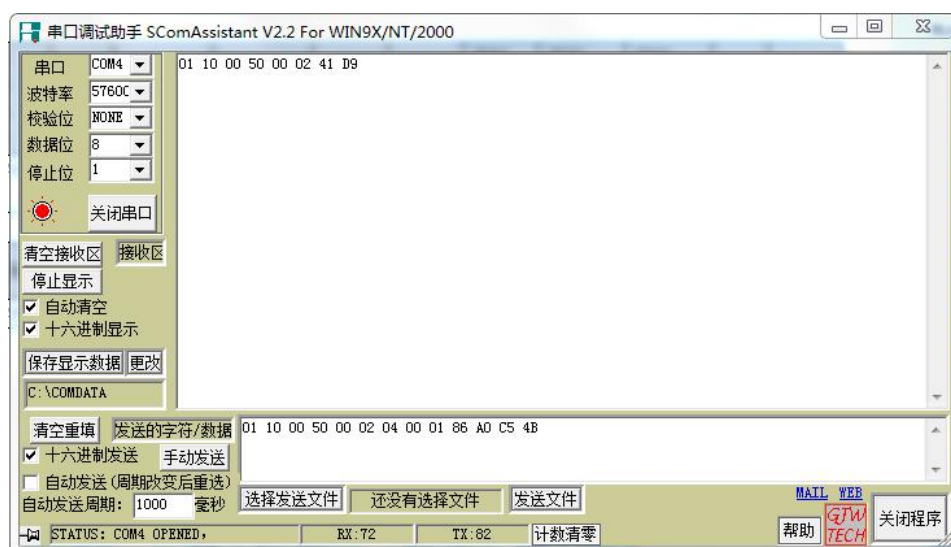 串口调试助手 SComAssistant V2.2 For WIN9X/NT/2000
串口 COM4
波特率 57600
校验位 NONE
数据位 8
停止位 1
关闭串口
清空接收区 接收区
停止显示
自动清空
十六进制显示
保存显示数据 更改
C:\COMDATA
01 10 00 50 00 02 41 D9
清空重填 发送的字符/数据
01 10 00 50 00 02 04 00 01 86 A0 C5 4B
十六进制发送 手动发送
自动发送(周期改变后重选)
自动发送周期: 1000 毫秒
选择发送文件 还没有选择文件 发送文件
MAIL WEB
帮助
GJW TECH
关闭程序
STATUS: COM4 OPENED, RX:72 TX:82 计数清零